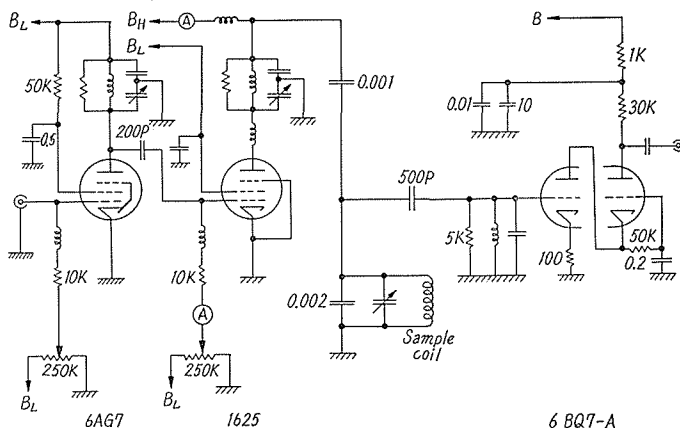 B_L
B_H
A
B_L
B
50K
0,5
200P
0.001
1K
0.01
10
30K
500P
10K
10K
A
5K
100
50K
0.2
0.002
Sample
coil
250K
B_L
250K
B_L
6AG7
1625
6 BQ7-A